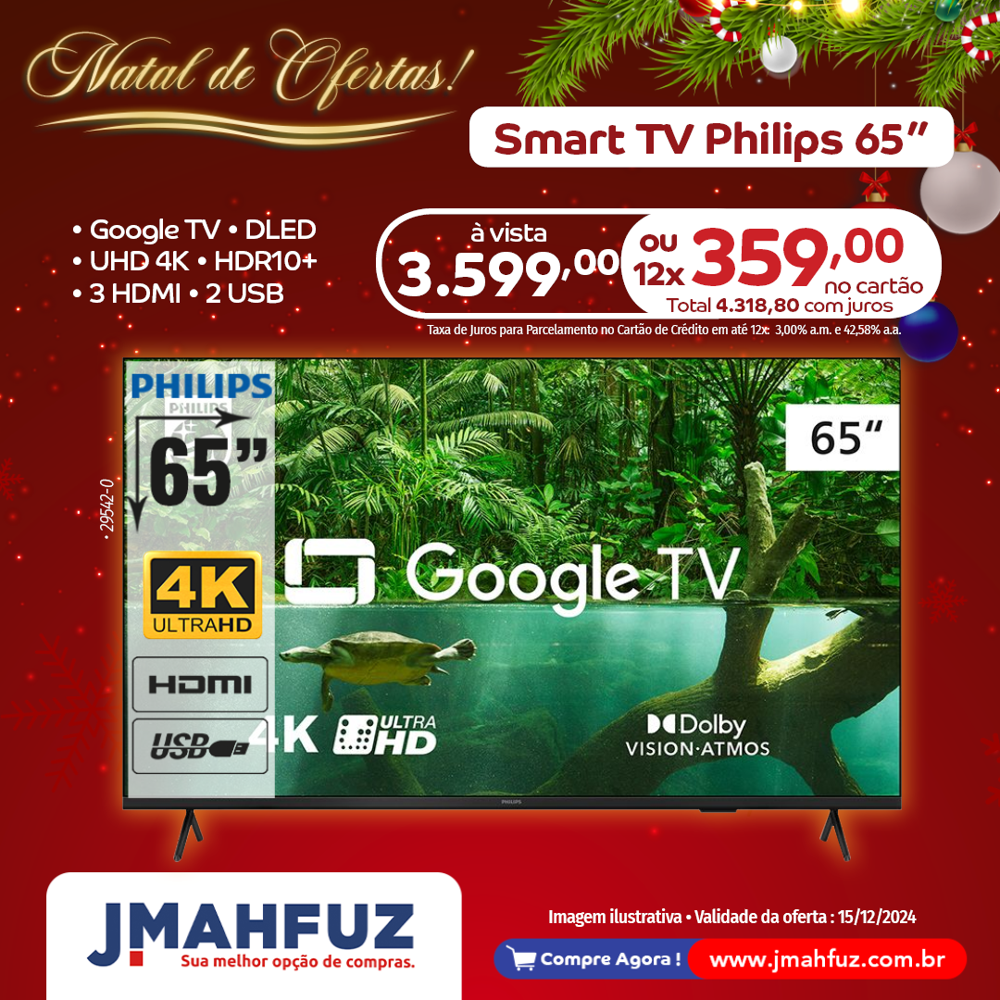 Natal de Ofertas!
Smart TV Philips 65”
• Google TV • DLED
• UHD 4K • HDR10+
• 3 HDMI • 2 USB
à vista
3.599,00
ou
12x 359,00
no cartão
Total 4.318,80 com juros
Taxa de Juros para Parcelamento no Cartão de Crédito em até 12x: 3,00% a.m. e 42,58% a.a.
PHILIPS
PHILIPS
65”
65“
• 29542-0
Google TV
4K
ULTRA HD
HDMI
USB
4K ULTRA
UHD
Dolby
VISION·ATMOS
PHILIPS
JMAHFUZ
Sua melhor opção de compras.
Imagem ilustrativa • Validade da oferta : 15/12/2024
Compre Agora !
www.jmahfuz.com.br